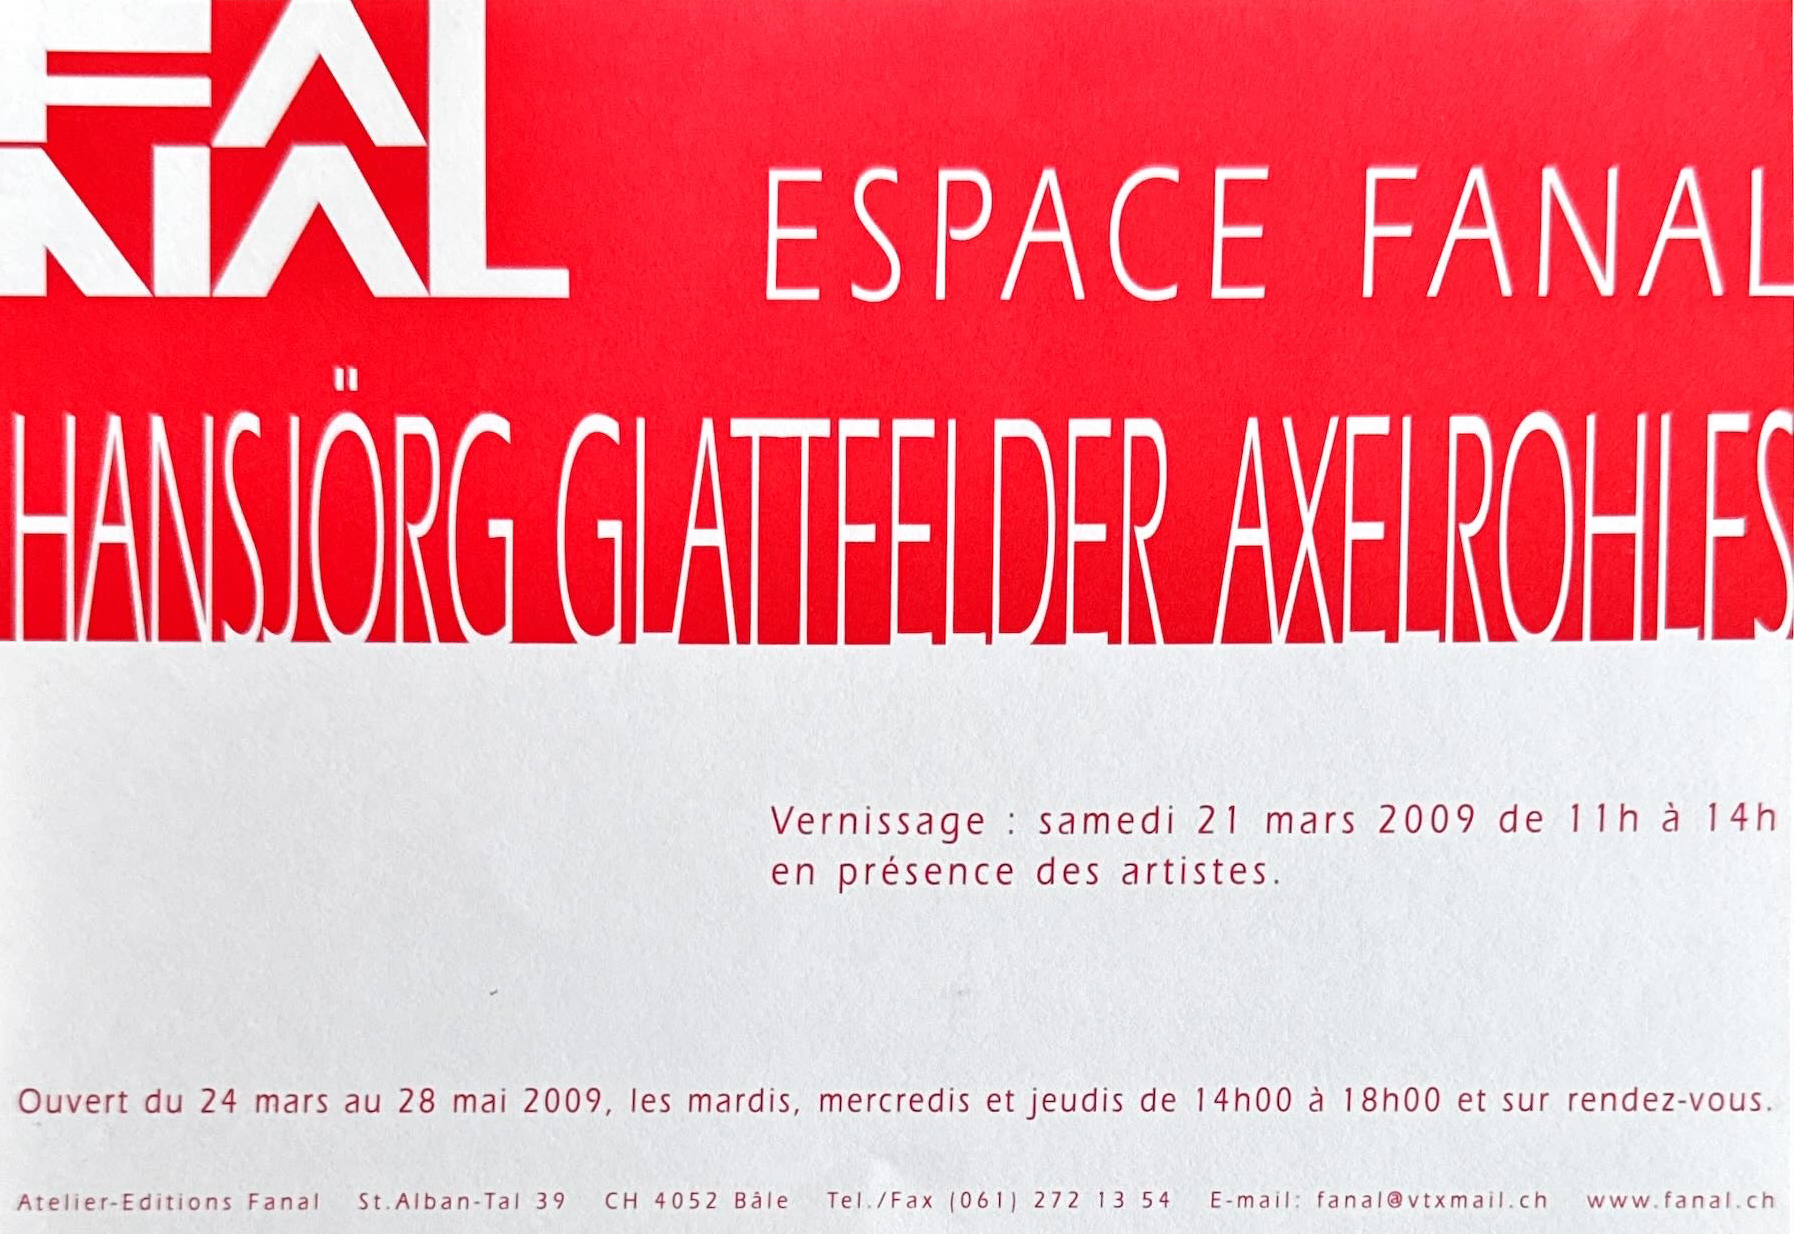 FANAL
ESPACE FANAL
HANSJÖRG GLATTFELDER AXELROHLFS
Vernissage : samedi 21 mars 2009 de 11h à 14h
en présence des artistes.
Ouvert du 24 mars au 28 mai 2009, les mardis, mercredis et jeudis de 14h00 à 18h00 et sur rendez-vous.
Atelier-Editions Fanal St.Alban-Tal 39 CH 4052 Bâle Tel./Fax (061) 272 13 54 E-mail: fanal@vtxmail.ch www.fanal.ch